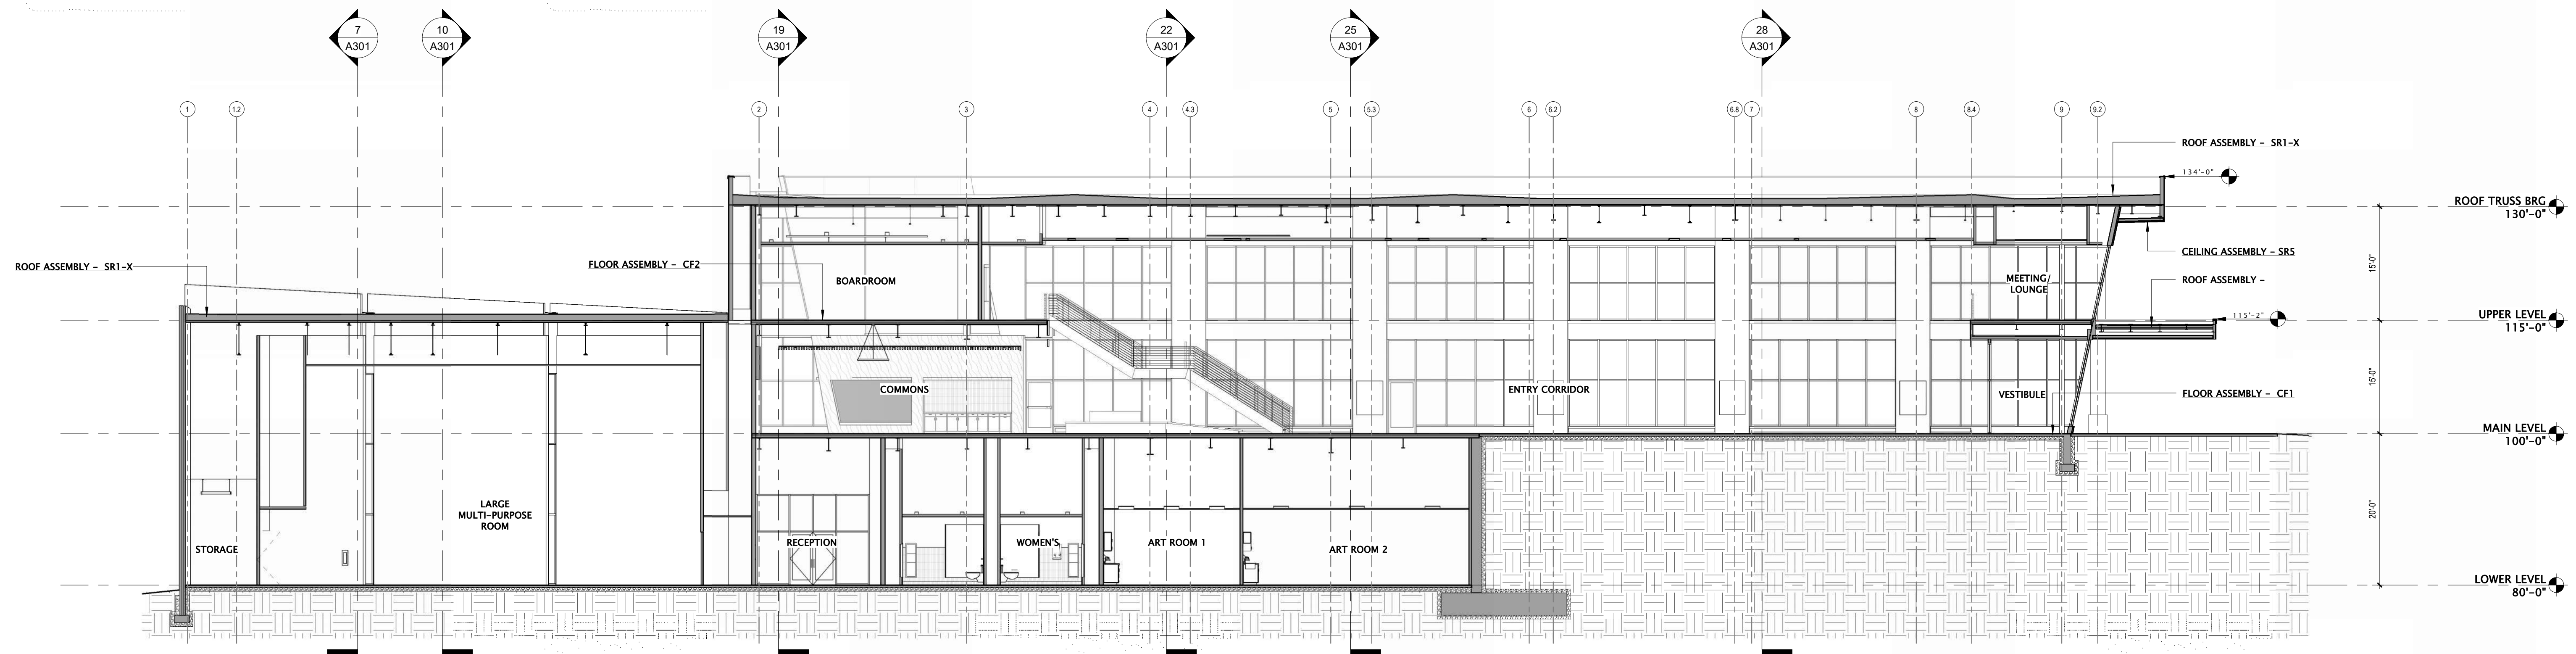 7
A301
10
A301
19
A301
22
A301
25
A301
28
A301
1
1.2
2
3
4
4.3
5
5.3
6
6.2
6.8
7
8
8.4
9
9.2
ROOF ASSEMBLY - SR1-X
134'-0"
ROOF TRUSS BRG
130'-0"
CEILING ASSEMBLY - SR5
15'-0"
ROOF ASSEMBLY - SR1-X
FLOOR ASSEMBLY - CF2
BOARDROOM
MEETING/
LOUNGE
ROOF ASSEMBLY -
115'-2"
UPPER LEVEL
115'-0"
COMMONS
ENTRY CORRIDOR
VESTIBULE
FLOOR ASSEMBLY - CF1
15'-0"
MAIN LEVEL
100'-0"
LARGE
MULTI-PURPOSE
ROOM
STORAGE
RECEPTION
WOMEN'S
ART ROOM 1
ART ROOM 2
20'-0"
LOWER LEVEL
80'-0"